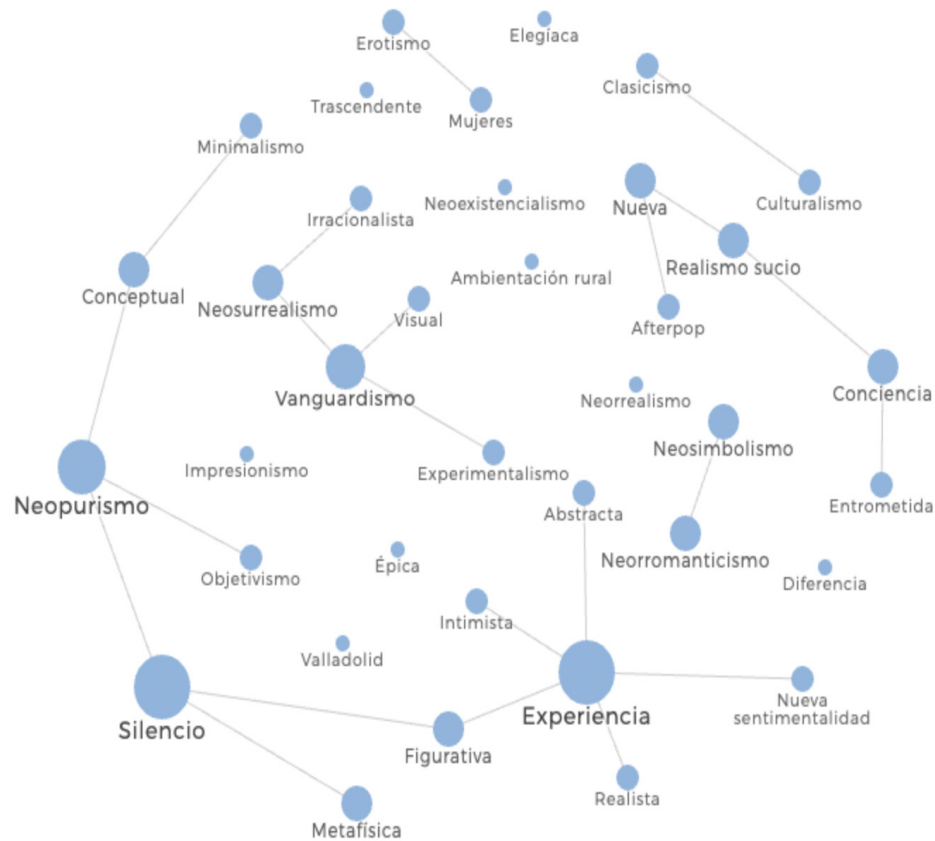 Elegíaca
Erotismo
Clasicismo
Trascendente
Mujeres
Minimalismo
Neoexistencialismo
Culturalismo
Nueva
Irracionalista
Realismo sucio
Ambientación rural
Conceptual
Neosurrealismo
Visual
Afterpop
Vanguardismo
Conciencia
Neorrealismo
Neosimbolismo
Impresionismo
Experimentalismo
Neopurismo
Entrometida
Abstracta
Neorromanticismo
Épica
Objetivismo
Diferencia
Intimista
Valladolid
Nueva
sentimentalidad
Experiencia
Silencio
Figurativa
Realista
Metafísica